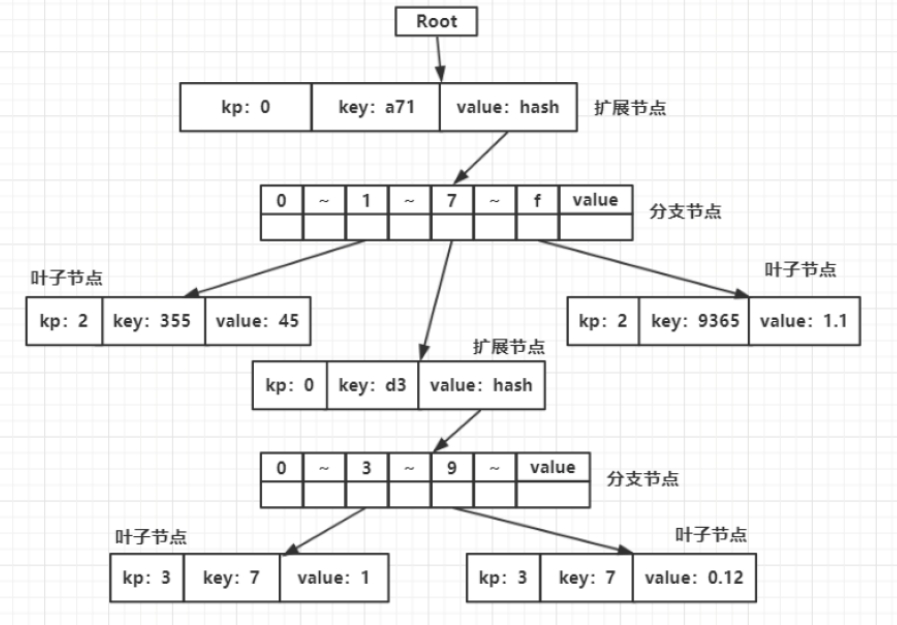 Root
kp: 0 key: a71 value: hash 扩展节点
0 ~ 1 ~ 7 ~ f value 分支节点
叶子节点 叶子节点
kp: 2 key: 355 value: 45 kp: 2 key: 9365 value: 1.1
扩展节点
kp: 0 key: d3 value: hash
0 ~ 3 ~ 9 ~ value 分支节点
叶子节点 叶子节点
kp: 3 key: 7 value: 1 kp: 3 key: 7 value: 0.12